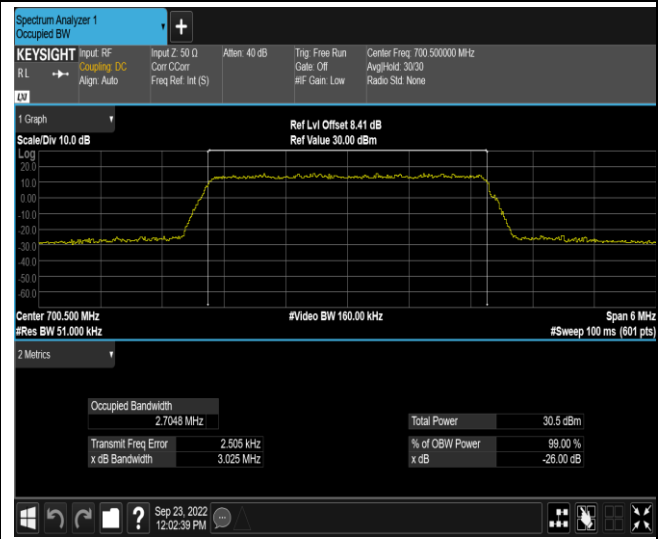 Spectrum Analyzer 1
Occupied BW
+
KEYSIGHT Input: RF Input Z: 50 Ω Atten: 40 dB Trig: Free Run Center Freq: 700.500000 MHz
RL Coupling: DC Corr CCorr Gate: Off Avg|Hold: 30/30
Align: Auto Freq Ref: Int (S) #IF Gain: Low Radio Std: None
LXI
1 Graph Ref Lvl Offset 8.41 dB
Scale/Div 10.0 dB Ref Value 30.00 dBm
Log
20.0
10.0
0.00
-10.0
-20.0
-30.0
-40.0
-50.0
-60.0
Center 700.500 MHz #Video BW 160.00 kHz Span 6 MHz
#Res BW 51.000 kHz #Sweep 100 ms (601 pts)
2 Metrics
Occupied Bandwidth
2.7048 MHz Total Power 30.5 dBm
Transmit Freq Error 2.505 kHz % of OBW Power 99.00 %
x dB Bandwidth 3.025 MHz x dB -26.00 dB
? Sep 23, 2022
12:02:39 PM